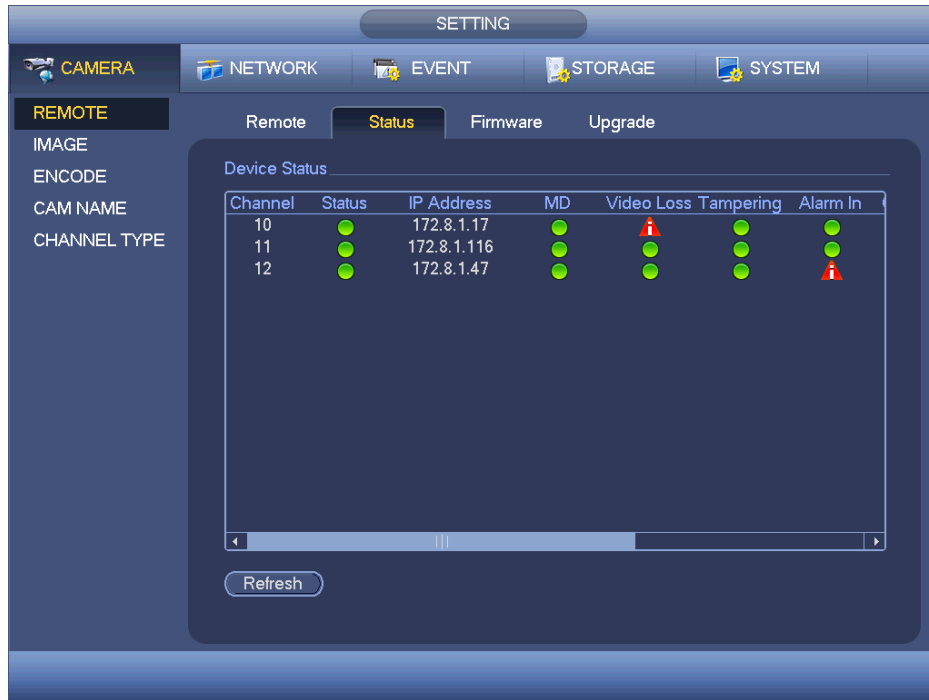 SETTING
CAMERA NETWORK EVENT STORAGE SYSTEM
REMOTE
IMAGE
ENCODE
CAM NAME
CHANNEL TYPE
Remote Status Firmware Upgrade
Device Status
Channel Status IP Address MD Video Loss Tampering Alarm In
10 172.8.1.17
11 172.8.1.116
12 172.8.1.47
Refresh